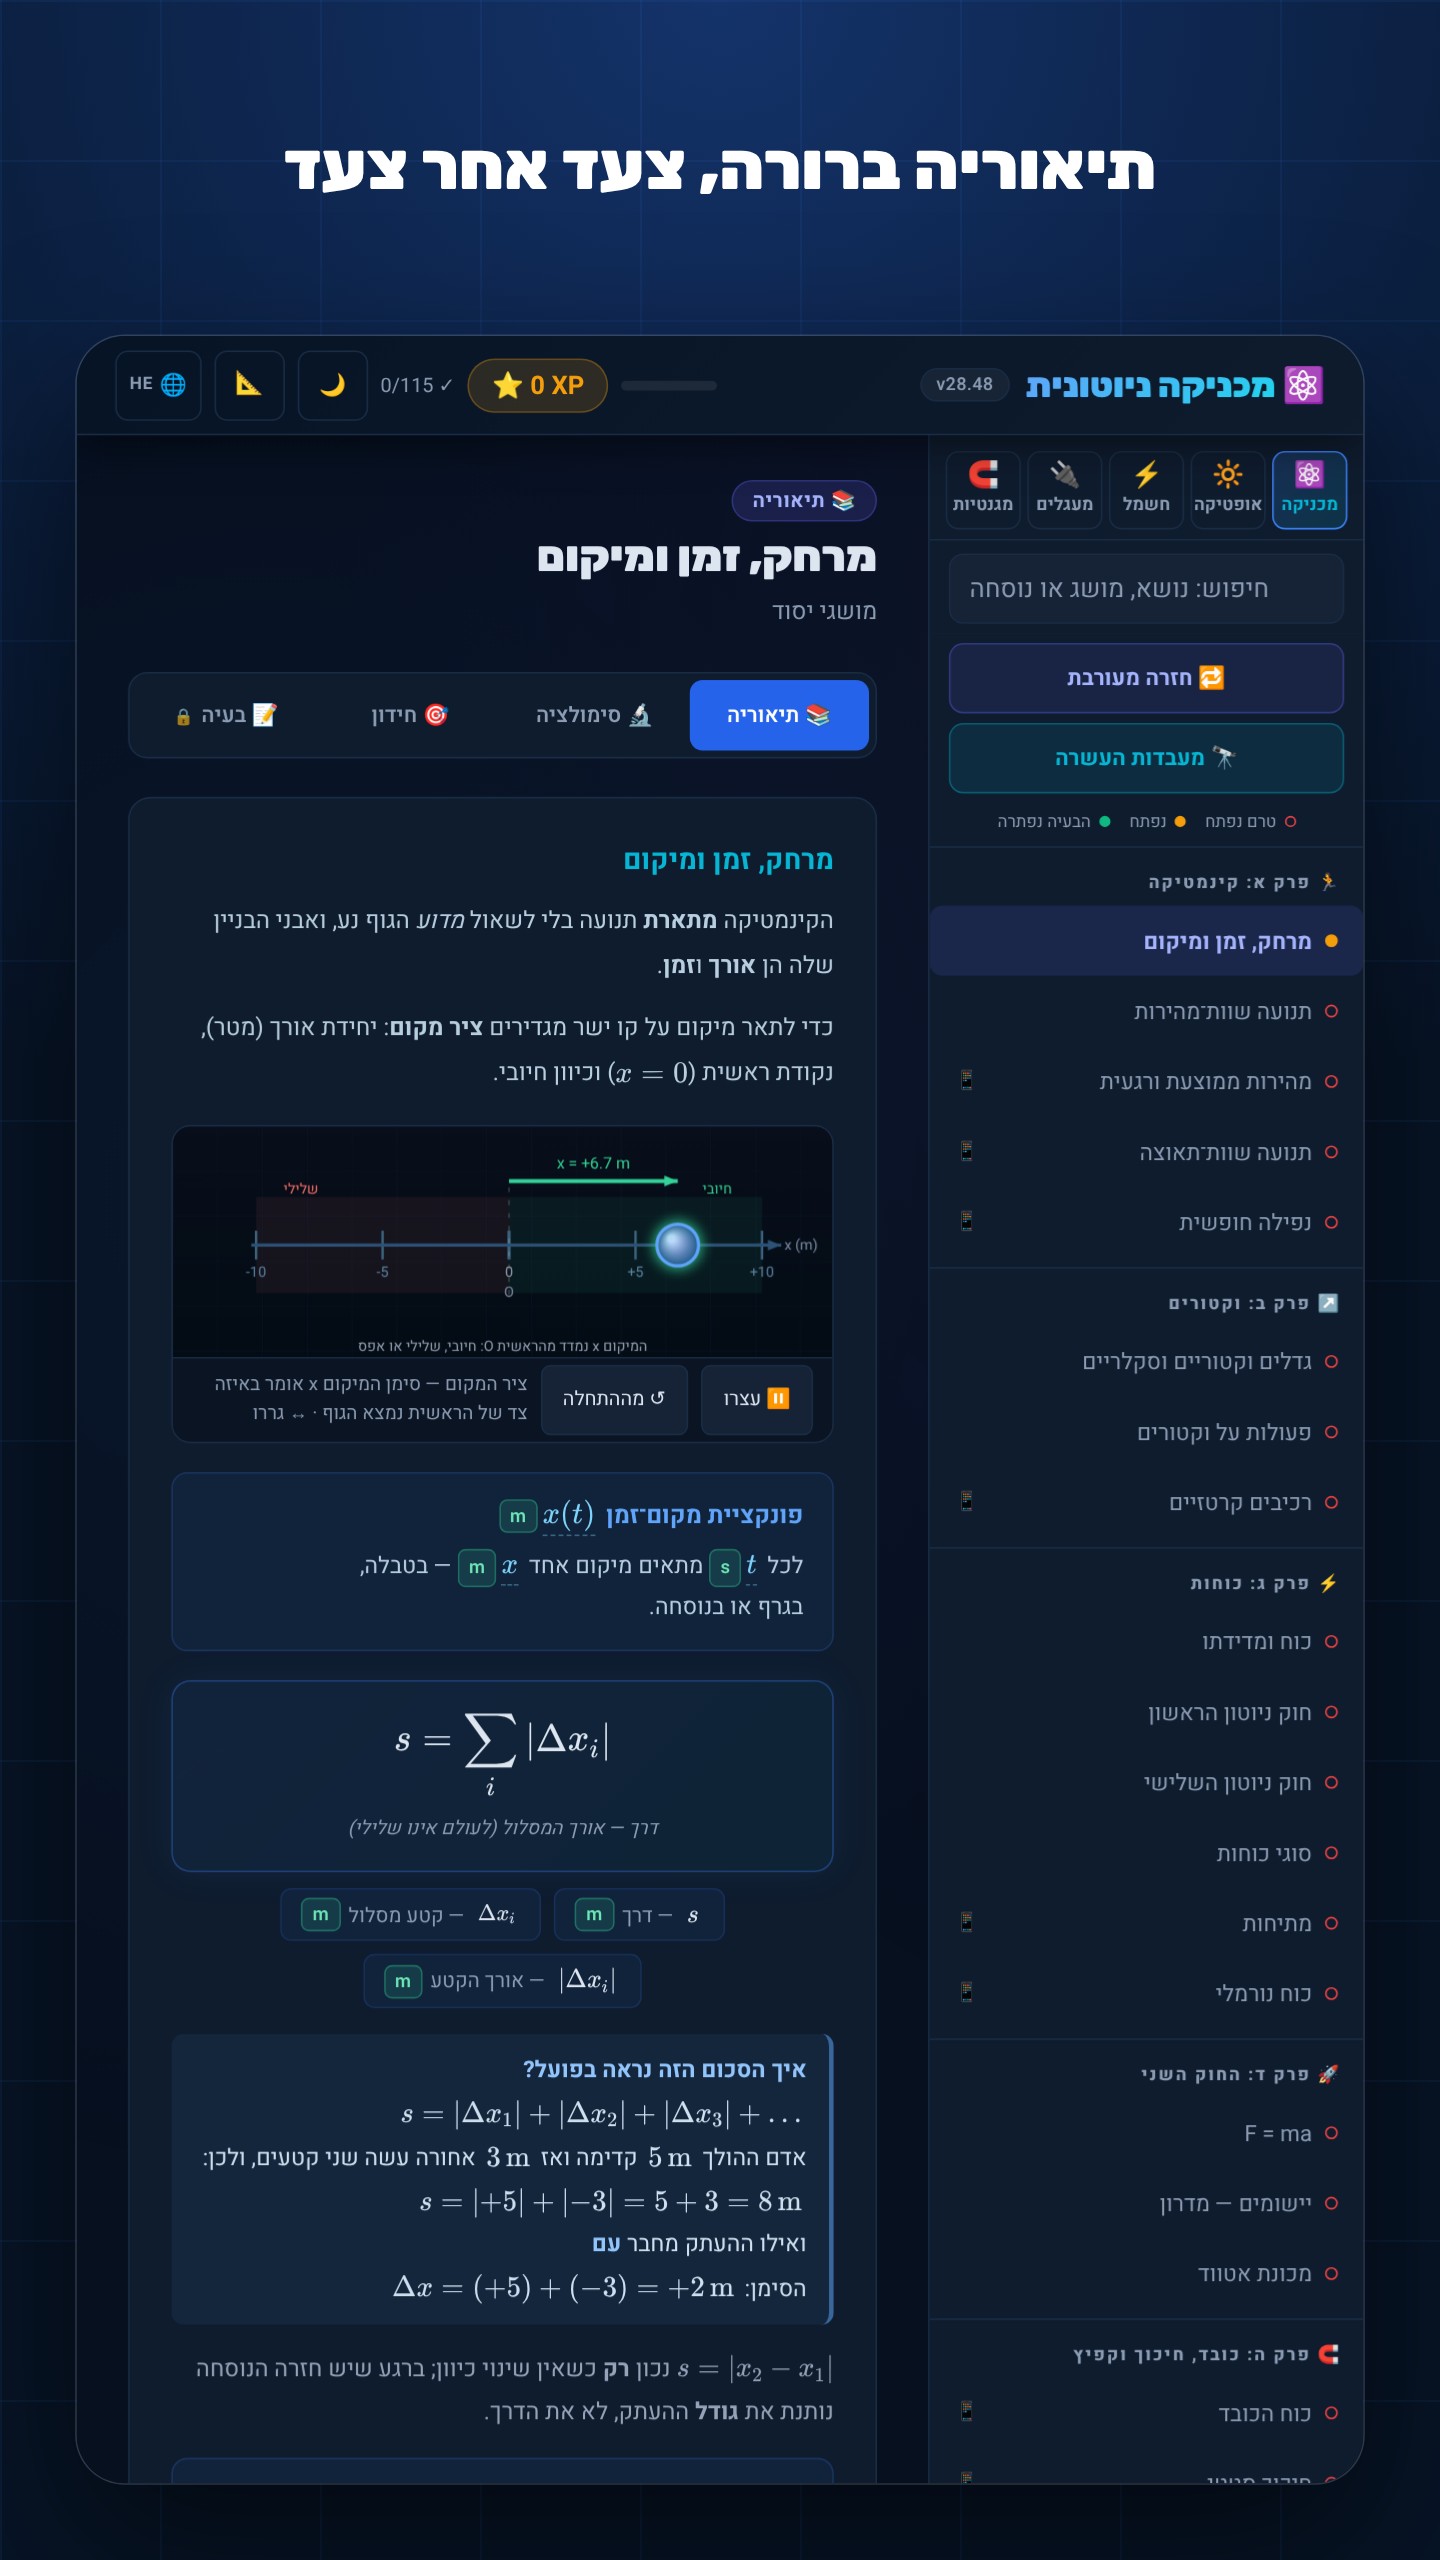 תיאוריה ברורה, צעד אחר צעד
מכניקה ניוטונית v28.48
0 XP 0/115 ✓ HE
מכניקה אופטיקה חשמל מעגלים מגנטיות
חיפוש: נושא, מושג או נוסחה
חזרה מעורבת
מעבדות העשרה
טרם נפתח נפתח הבעיה נפתרה
פרק א: קינמטיקה
מרחק, זמן ומיקום
תנועה שוות־מהירות
מהירות ממוצעת ורגעית
תנועה שוות־תאוצה
נפילה חופשית
פרק ב: וקטורים
גדלים וקטוריים וסקלריים
פעולות על וקטורים
רכיבים קרטזיים
פרק ג: כוחות
כוח ומדידתו
חוק ניוטון הראשון
חוק ניוטון השלישי
סוגי כוחות
מתיחות
כוח נורמלי
פרק ד: החוק השני
F = ma
יישומים – מדרון
מכונת אטווד
פרק ה: כובד, חיכוך וקפיץ
כוח הכובד
תיאוריה
מרחק, זמן ומיקום
מושגי יסוד
תיאוריה סימולציה חידון בעיה
מרחק, זמן ומיקום
הקינמטיקה מתארת תנועה בלי לשאול מדוע הגוף נע, ואבני הבניין
שלה הן אורך וזמן.
כדי לתאר מיקום על קו ישר מגדירים ציר מקום: יחידת אורך (מטר),
נקודת ראשית (x = 0) וכיוון חיובי.
x = +6.7 m
שלילי חיובי
x (m)
-10 -5 0 +5 +10
O
המיקום x נמדד מהראשית O: חיובי, שלילי או אפס
עצרו ↺ מההתחלה
ציר המקום – סימן המיקום x אומר באיזה
צד של הראשית נמצא הגוף · ↔ גררו
פונקציית מקום־זמן x(t) m
לכל t s מתאים מיקום אחד x m – בטבלה,
בגרף או בנוסחה.
s = ∑_i |Δx_i|
דרך – אורך המסלול (לעולם אינו שלילי)
s – דרך m Δx_i – קטע מסלול m
|Δx_i| – אורך הקטע m
איך הסכום הזה נראה בפועל?
s = |Δx₁| + |Δx₂| + |Δx₃| + ...
אדם ההולך 5 m קדימה ואז 3 m אחורה עשה שני קטעים, ולכן:
s = |+5| + |−3| = 5 + 3 = 8 m
ואילו ההעתק מחבר עם
הסימן: Δx = (+5) + (−3) = +2 m
s = |x₂ − x₁| נכון רק כשאין שינוי כיוון; ברגע שיש חזרה הנוסחה
נותנת את גודל ההעתק, לא את הדרך.